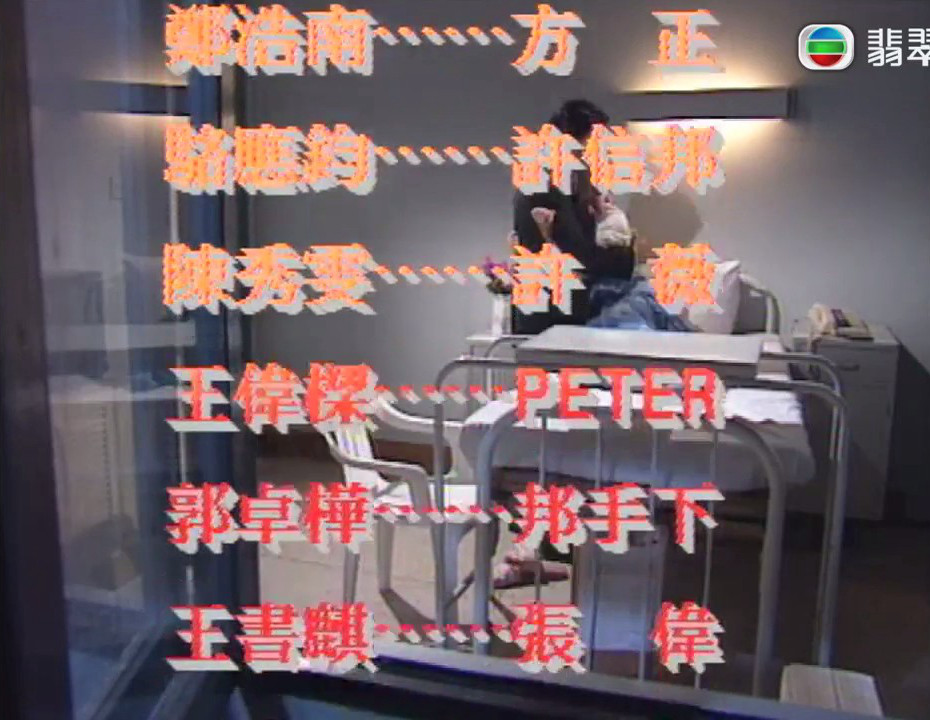 翡翠
鄭浩南……方 正
駱應鈞……許信邦
陳秀雯……許 薇
王偉樑……PETER
郭卓樺……邦手下
王書麒……張 偉